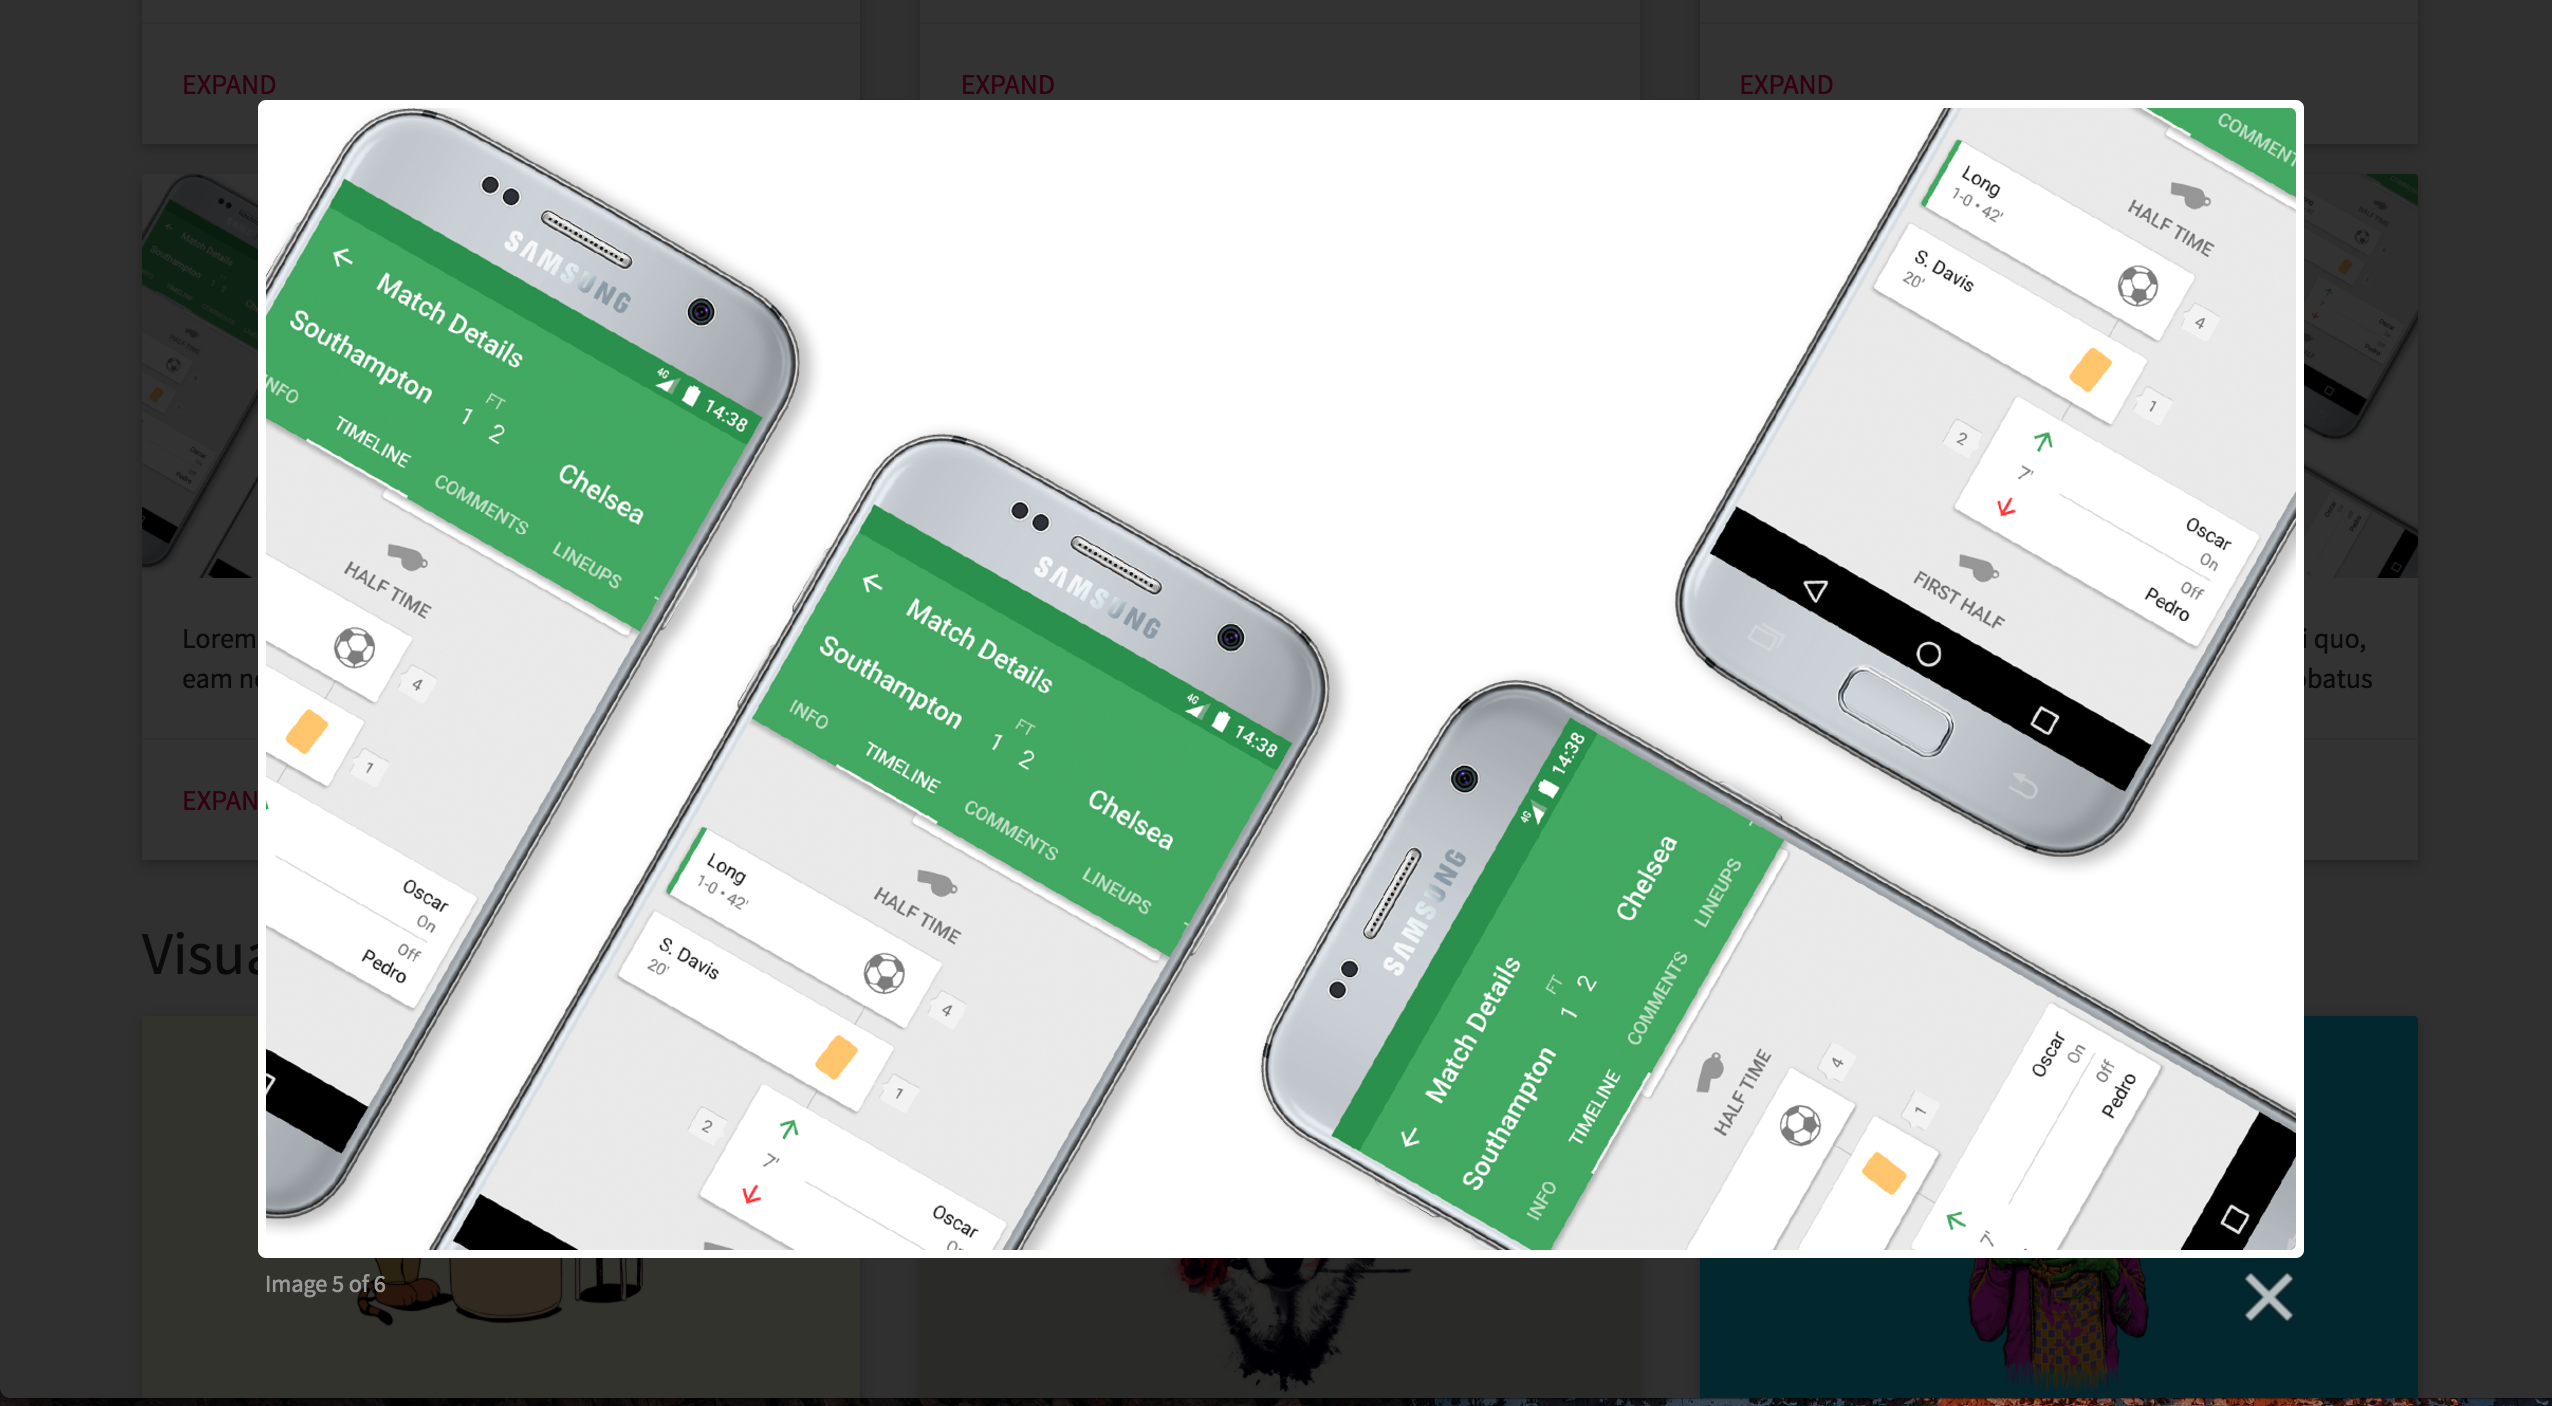 EXPAND
EXPAND
EXPAND
SAMSUNG
4G 14:38
Match Details
Southampton
FT
1 2
Chelsea
INFO
TIMELINE
COMMENTS
LINEUPS
HALF TIME
4
1
Oscar
On
Off
Pedro
SAMSUNG
4G 14:38
Match Details
Southampton
FT
1 2
Chelsea
INFO
TIMELINE
COMMENTS
LINEUPS
HALF TIME
Long
1-0 • 42'
4
S. Davis
20'
1
2
7'
Oscar
SAMSUNG
4G 14:38
Match Details
Southampton
FT
1 2
Chelsea
INFO
TIMELINE
COMMENTS
LINEUPS
HALF TIME
4
1
7'
Oscar
On
Off
Pedro
HALF TIME
Long
1-0 • 42'
4
S. Davis
20'
1
2
7'
Oscar
On
Off
Pedro
FIRST HALF
Lorem
eam
quo,
Image 5 of 6